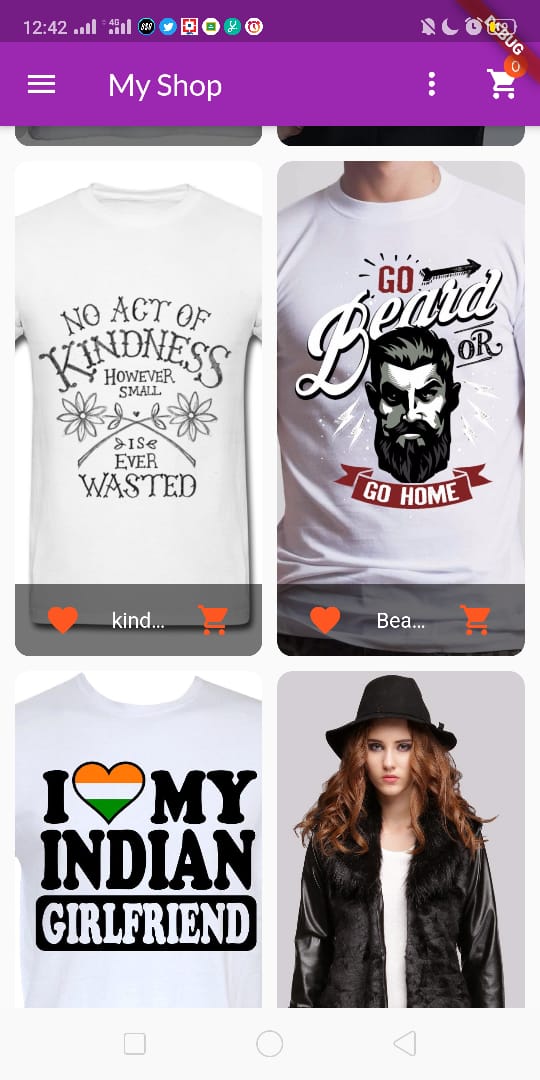 12:42
4G
DEBUG
My Shop
0
NO ACT OF
KINDNESS
HOWEVER
SMALL
IS
EVER
WASTED
GO
Beard
OR
GO HOME
kind...
Bea...
I MY
INDIAN
GIRLFRIEND